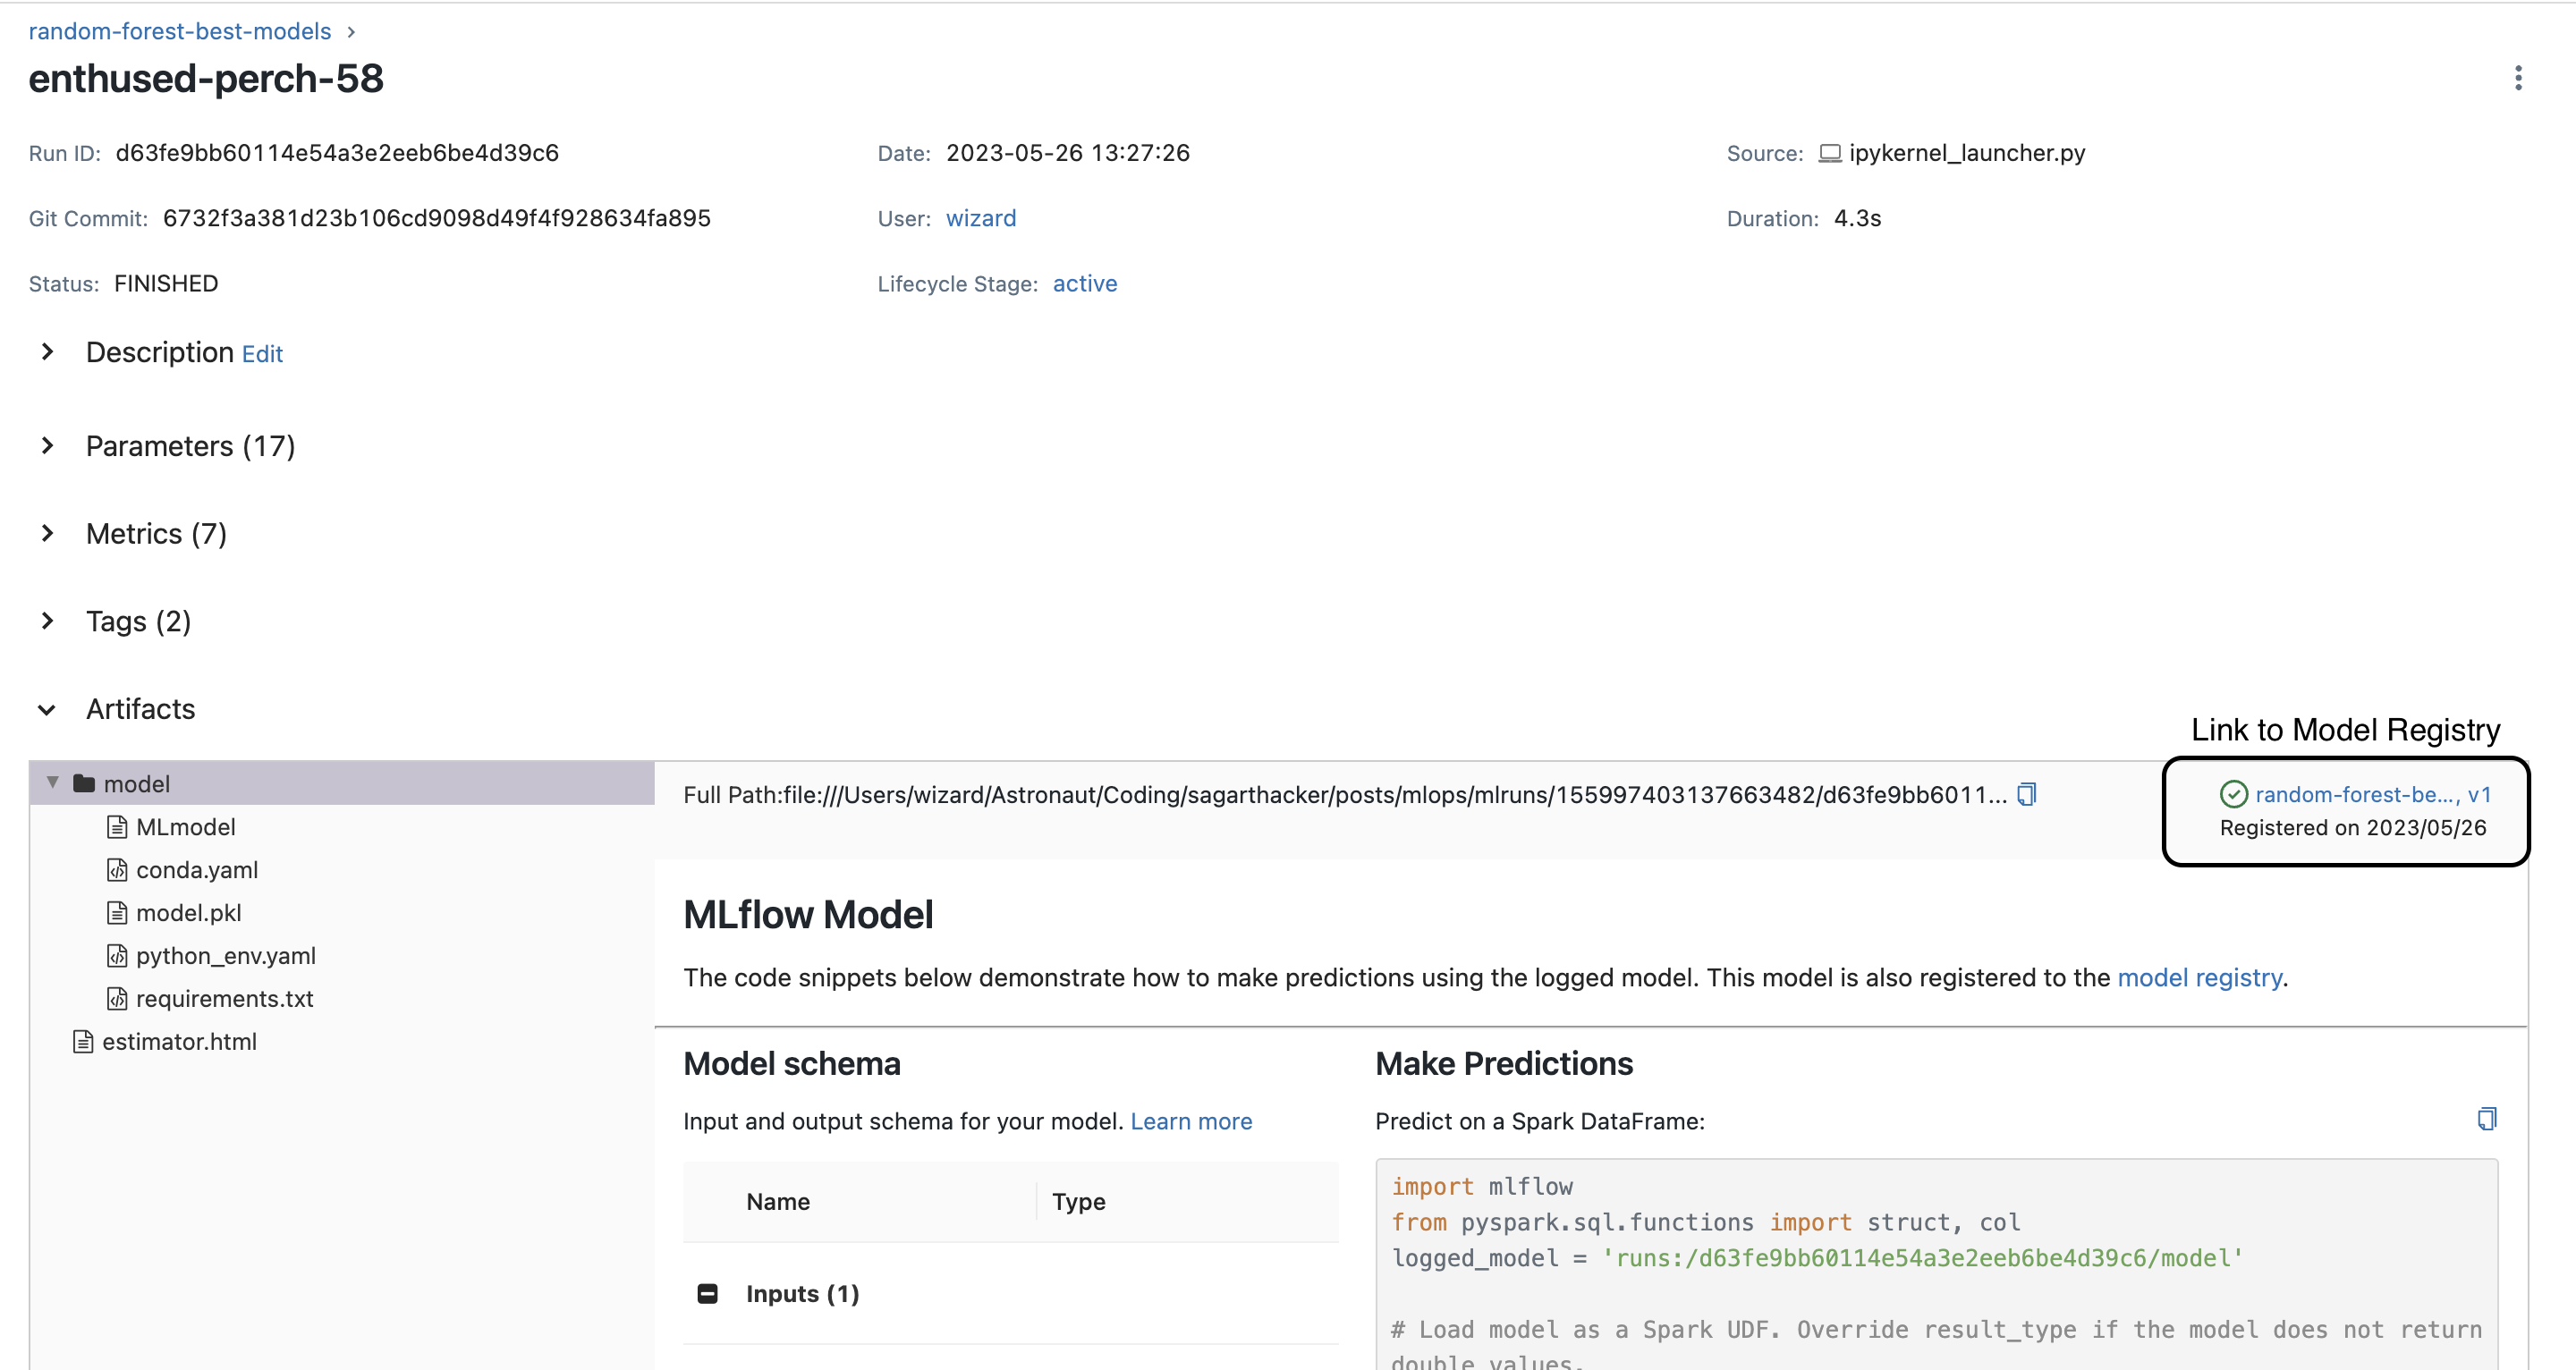 random-forest-best-models >
enthused-perch-58
Run ID: d63fe9bb60114e54a3e2eeb6be4d39c6
Date: 2023-05-26 13:27:26
Source: ipykernel_launcher.py
Git Commit: 6732f3a381d23b106cd9098d49f4f928634fa895
User: wizard
Duration: 4.3s
Status: FINISHED
Lifecycle Stage: active
Description Edit
Parameters (17)
Metrics (7)
Tags (2)
Artifacts
Link to Model Registry
model
MLmodel
conda.yaml
model.pkl
python_env.yaml
requirements.txt
estimator.html
Full Path:file:///Users/wizard/Astronaut/Coding/sagarthacker/posts/mlops/mlruns/155997403137663482/d63fe9bb6011...
random-forest-be..., v1
Registered on 2023/05/26
MLflow Model
The code snippets below demonstrate how to make predictions using the logged model. This model is also registered to the model registry.
Model schema
Input and output schema for your model. Learn more
Name Type
Inputs (1)
Make Predictions
Predict on a Spark DataFrame:
import mlflow
from pyspark.sql.functions import struct, col
logged_model = 'runs:/d63fe9bb60114e54a3e2eeb6be4d39c6/model'
# Load model as a Spark UDF. Override result_type if the model does not return
double values.